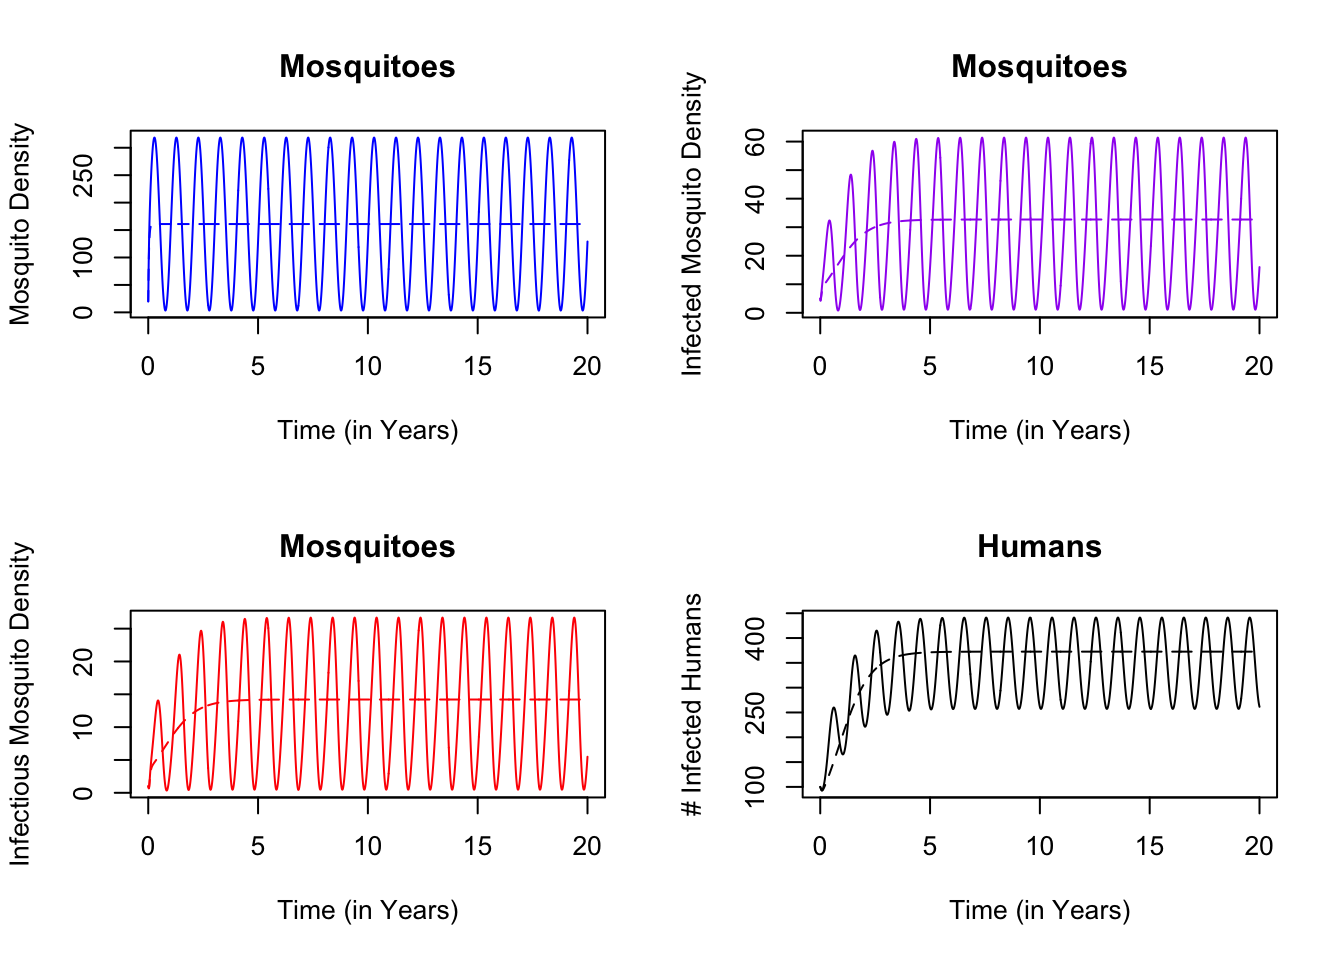 Mosquitoes
Mosquito Density
250
100
0
0 5 10 15 20
Time (in Years)
Mosquitoes
Infected Mosquito Density
60
40
20
0
0 5 10 15 20
Time (in Years)
Mosquitoes
Infectious Mosquito Density
20
10
0
0 5 10 15 20
Time (in Years)
Humans
# Infected Humans
400
250
100
0 5 10 15 20
Time (in Years)